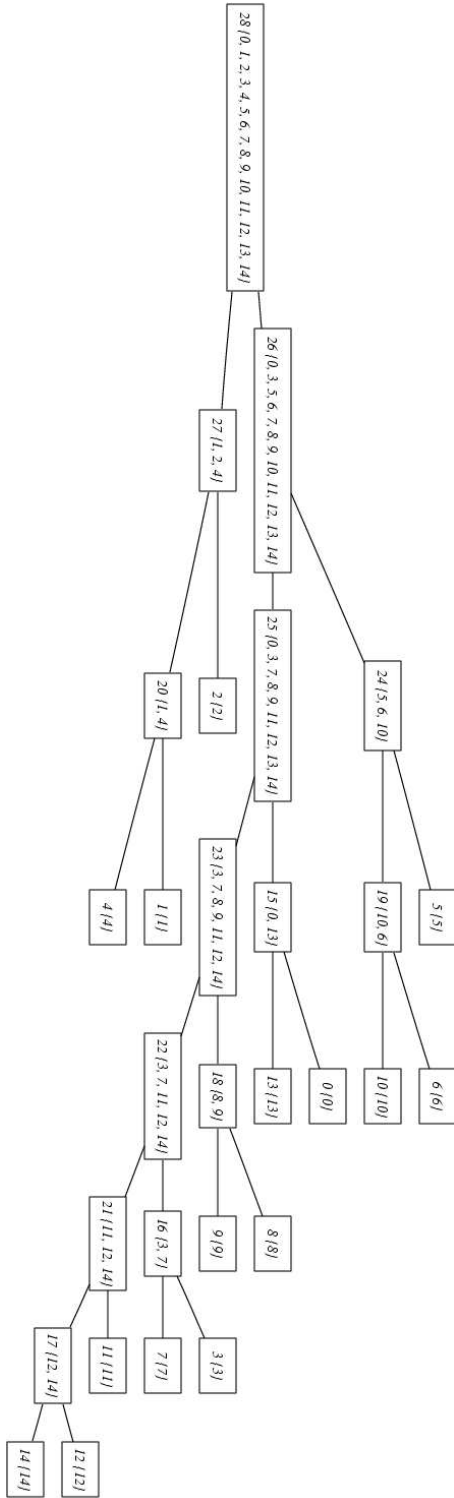 28 {0, 1, 2, 3, 4, 5, 6, 7, 8, 9, 10, 11, 12, 13, 14}
26 {0, 3, 5, 6, 7, 8, 9, 10, 11, 12, 13, 14}
27 {1, 2, 4}
24 {5, 6, 10}
25 {0, 3, 7, 8, 9, 11, 12, 13, 14}
2 {2}
20 {1, 4}
5 {5}
19 {10, 6}
15 {0, 13}
23 {3, 7, 8, 9, 11, 12, 14}
1 {1}
4 {4}
6 {6}
10 {10}
0 {0}
13 {13}
18 {8, 9}
22 {3, 7, 11, 12, 14}
8 {8}
9 {9}
16 {3, 7}
21 {11, 12, 14}
3 {3}
7 {7}
11 {11}
17 {12, 14}
12 {12}
14 {14}